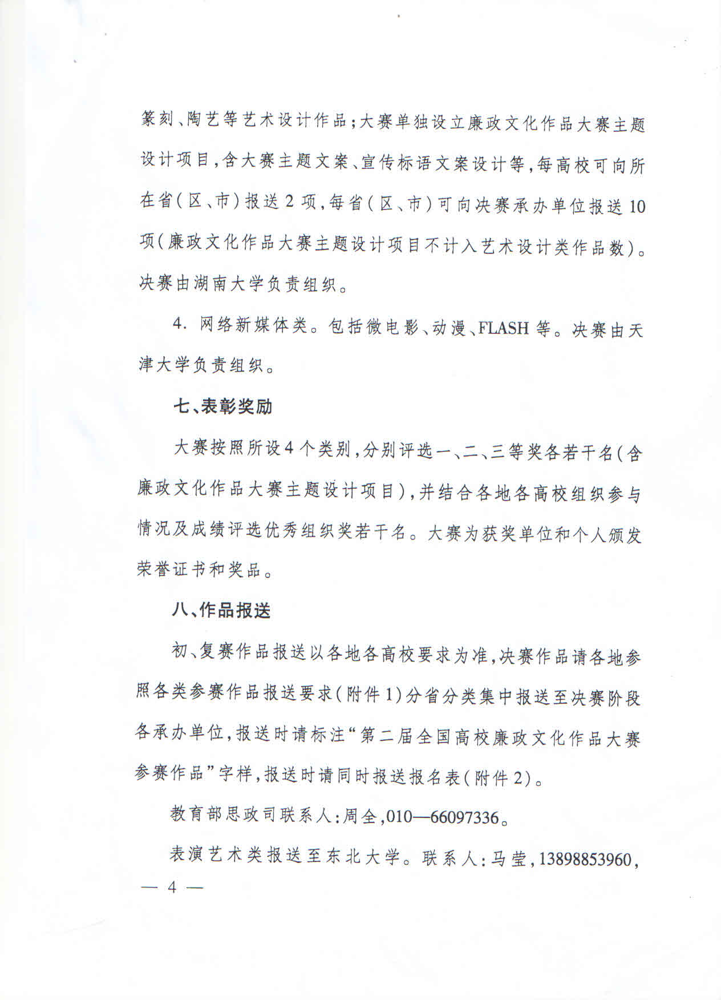 篆刻、陶艺等艺术设计作品;大赛单独设立廉政文化作品大赛主题
设计项目,含大赛主题文案、宣传标语文案设计等,每高校可向所
在省(区、市)报送2项,每省(区、市)可向决赛承办单位报送10
项(廉政文化作品大赛主题设计项目不计入艺术设计类作品数)。
决赛由湖南大学负责组织。
4. 网络新媒体类。包括微电影、动漫、FLASH等。决赛由天
津大学负责组织。
七、表彰奖励
大赛按照所设4个类别,分别评选一、二、三等奖各若干名(含
廉政文化作品大赛主题设计项目),并结合各地各高校组织参与
情况及成绩评选优秀组织奖若干名。大赛为获奖单位和个人颁发
荣誉证书和奖品。
八、作品报送
初、复赛作品报送以各地各高校要求为准,决赛作品请各地参
照各类参赛作品报送要求(附件1)分省分类集中报送至决赛阶段
各承办单位,报送时请标注“第二届全国高校廉政文化作品大赛
参赛作品”字样,报送时请同时报送报名表(附件2)。
教育部思政司联系人:周全,010—66097336。
表演艺术类报送至东北大学。联系人:马莹,13898853960,
— 4 —